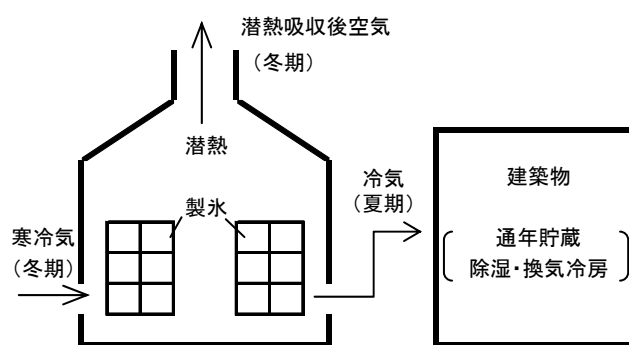 潜熱吸収後空気
(冬期)
潜熱
製氷
寒冷気
(冬期)
冷気
(夏期)
建築物
通年貯蔵
除湿・換気冷房